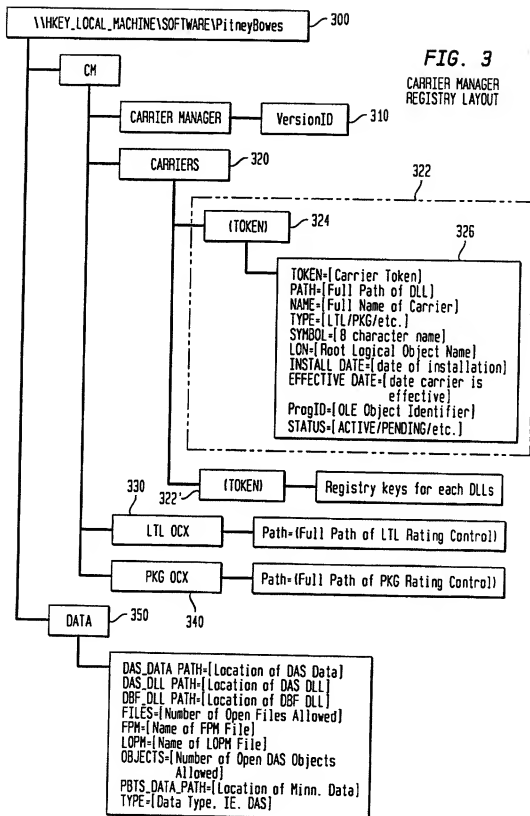 \\HKEY_LOCAL_MACHINE\SOFTWARE\PitneyBowes
300
FIG. 3
CARRIER MANAGER
REGISTRY LAYOUT
CM
CARRIER MANAGER
VersionID
310
CARRIERS
320
322
(TOKEN)
324
326
TOKEN=[Carrier Token]
PATH=[Full Path of DLL]
NAME=[Full Name of Carrier]
TYPE=[LTL/PKG/etc.]
SYMBOL=[8 character name]
LON=[Root Logical Object Name]
INSTALL DATE=[date of installation]
EFFECTIVE DATE=[date carrier is
effective]
ProgID=[OLE Object Identifier]
STATUS=[ACTIVE/PENDING/etc.]
322'
(TOKEN)
Registry keys for each DLLs
330
LTL OCX
Path=(Full Path of LTL Rating Control)
PKG OCX
Path=(Full Path of PKG Rating Control)
340
DATA
350
DAS_DATA PATH=[Location of DAS Data]
DAS_DLL PATH=[Location of DAS DLL]
DBF_DLL PATH=[Location of DBF DLL]
FILES=[Number of Open Files Allowed]
FPM=[Name of FPM File]
LOPM=[Name of LOPM File]
OBJECTS=[Number of Open DAS Objects
Allowed]
PBTS_DATA_PATH=[Location of Minn. Data]
TYPE=[Data Type, IE. DAS]